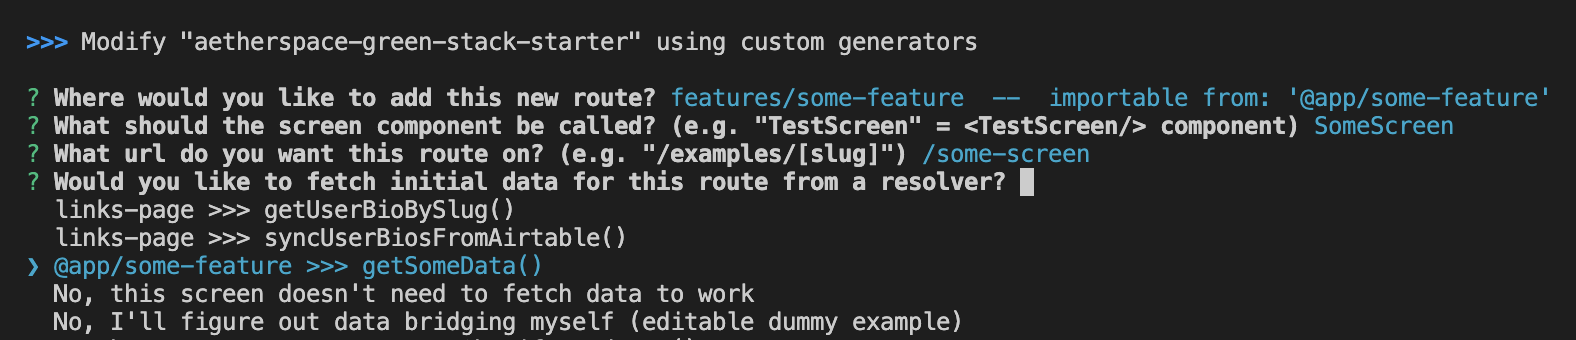 >>> Modify "aetherspace-green-stack-starter" using custom generators
? Where would you like to add this new route? features/some-feature -- importable from: '@app/some-feature'
? What should the screen component be called? (e.g. "TestScreen" = <TestScreen/> component) SomeScreen
? What url do you want this route on? (e.g. "/examples/[slug]") /some-screen
? Would you like to fetch initial data for this route from a resolver?
links-page >>> getUserBioBySlug()
links-page >>> syncUserBiosFromAirtable()
❯ @app/some-feature >>> getSomeData()
No, this screen doesn't need to fetch data to work
No, I'll figure out data bridging myself (editable dummy example)